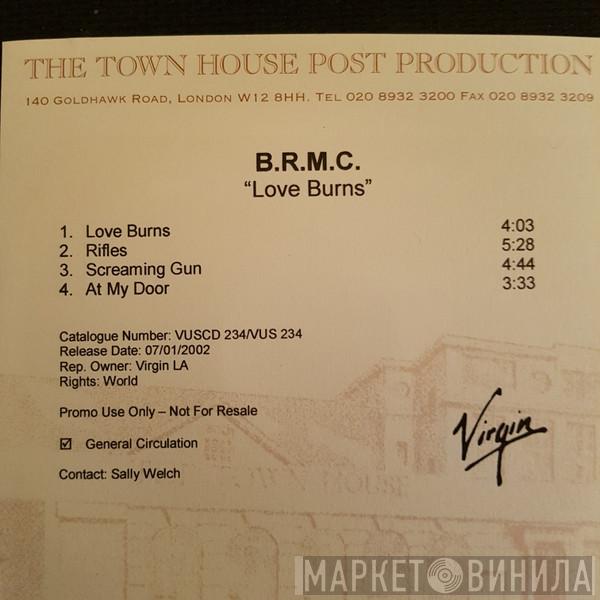 THE TOWN HOUSE POST PRODUCTION
140 GOLDHAWK ROAD, LONDON W12 8HH. TEL 020 8932 3200 FAX 020 8932 3209
B.R.M.C.
“Love Burns”
1. Love Burns 4:03
2. Rifles 5:28
3. Screaming Gun 4:44
4. At My Door 3:33
Catalogue Number: VUSCD 234/VUS 234
Release Date: 07/01/2002
Rep. Owner: Virgin LA
Rights: World
Promo Use Only – Not For Resale
☑ General Circulation
Virgin
Contact: Sally Welch
TOWN HOUSE
МАРКЕТ ВИНИЛА